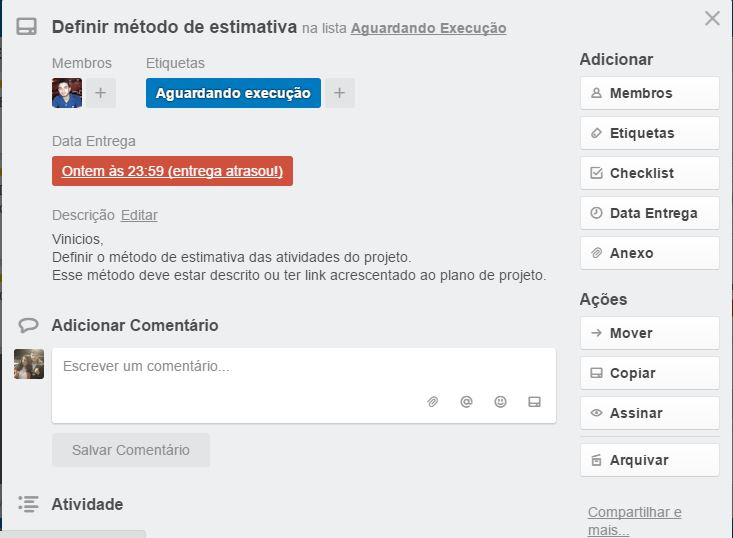 Definir método de estimativa na lista Aguardando Execução
Membros
Etiquetas
Aguardando execução
Data Entrega
Ontem às 23:59 (entrega atrasou!)
Descrição Editar
Vinicios,
Definir o método de estimativa das atividades do projeto.
Esse método deve estar descrito ou ter link acrescentado ao plano de projeto.
Adicionar Comentário
Escrever um comentário...
Salvar Comentário
Atividade
Adicionar
Membros
Etiquetas
Checklist
Data Entrega
Anexo
Ações
Mover
Copiar
Assinar
Arquivar
Compartilhar e
mais...